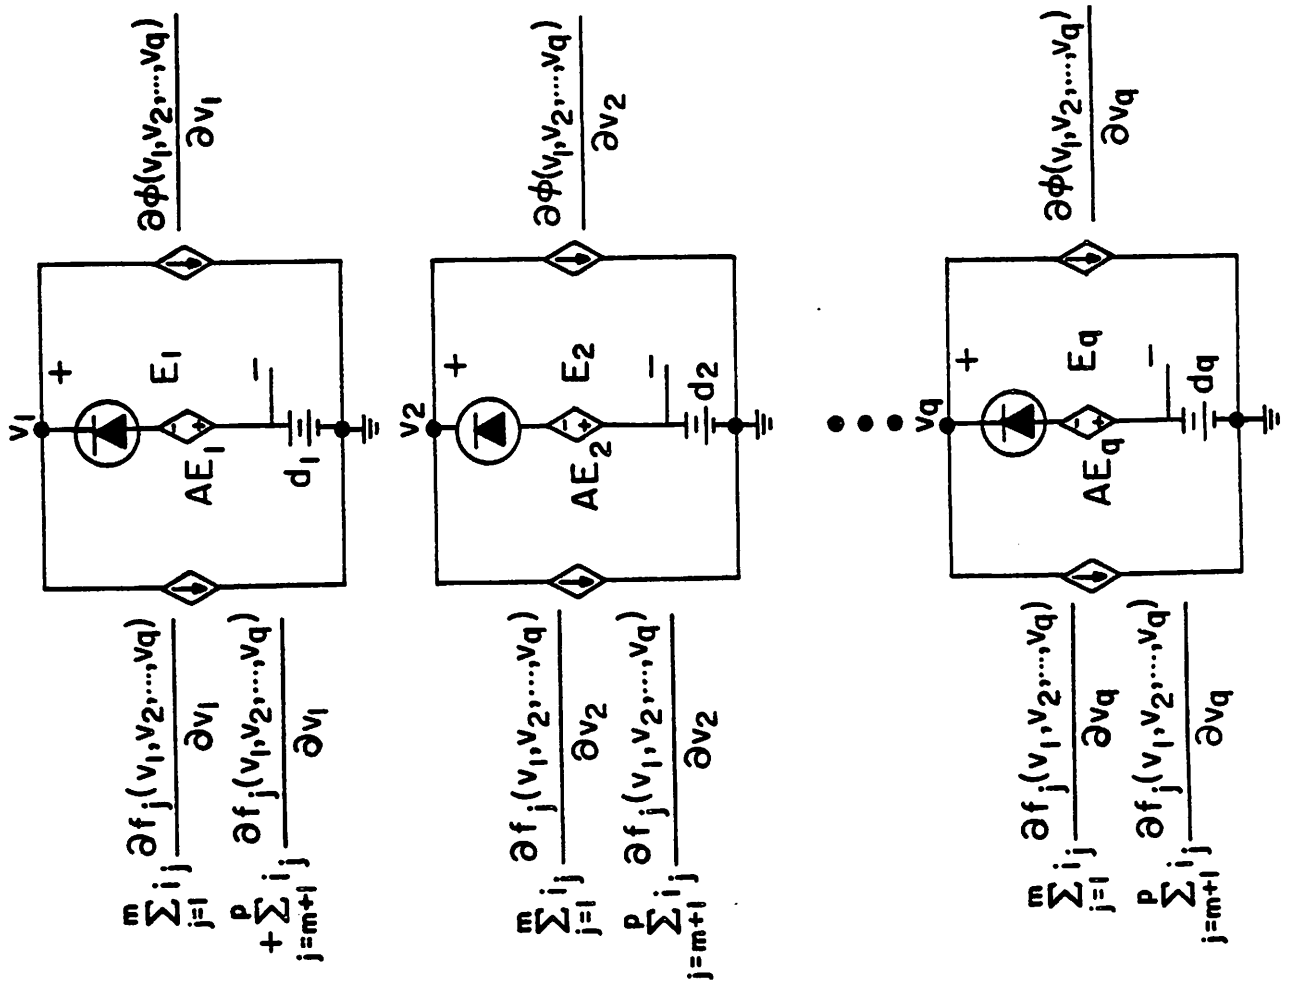 v1
∂ϕ(v1,v2,...,vq)
∂v1
+
E1
−
AE1
d1
m
∑ ij ∂fj(v1,v2,...,vq)
j=1 ∂v1
p
+∑ ij ∂fj(v1,v2,...,vq)
j=m+1 ∂v1
v2
∂ϕ(v1,v2,...,vq)
∂v2
+
E2
−
AE2
d2
m
∑ ij ∂fj(v1,v2,...,vq)
j=1 ∂v2
p
∑ ij ∂fj(v1,v2,...,vq)
j=m+1 ∂v2
vq
∂ϕ(v1,v2,...,vq)
∂vq
+
Eq
−
AEq
dq
m
∑ ij ∂fj(v1,v2,...,vq)
j=1 ∂vq
p
∑ ij ∂fj(v1,v2,...,vq)
j=m+1 ∂vq